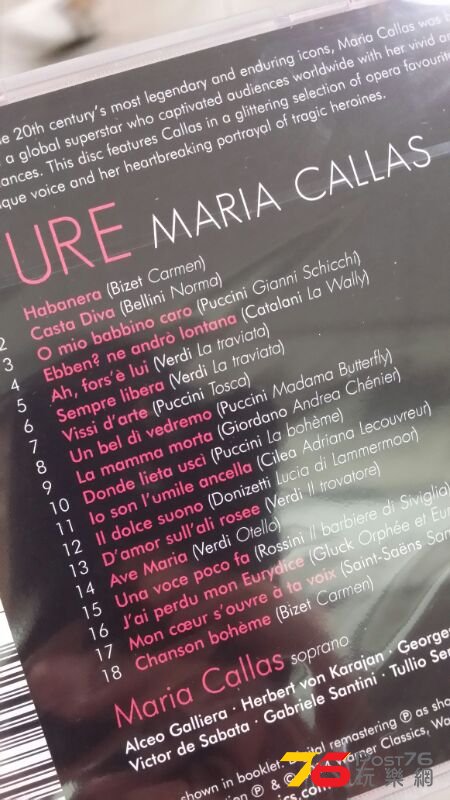 20th century's most legendary and enduring icons, Maria Callas was
a global superstar who captivated audiences worldwide with her vivid
This disc features Callas in a glittering selection of opera
voice and her heartbreaking portrayal of tragic heroines.
URE MARIA CALLAS
Habanera (Bizet Carmen)
2 Casta Diva (Bellini Norma)
3 O mio babbino caro (Puccini Gianni Schicchi)
4 Ebben? ne andrò lontana (Catalani La Wally)
5 Ah, fors'è lui (Verdi La traviata)
6 Sempre libera (Verdi La traviata)
7 Vissi d'arte (Puccini Tosca)
8 Un bel dì vedremo (Puccini Madama Butterfly)
9 La mamma morta (Giordano Andrea Chénier)
10 Donde lieta uscì (Puccini La bohème)
11 Io son l'umile ancella (Cilea Adriana Lecouvreur)
12 Il dolce suono (Donizetti Lucia di Lammermoor)
13 D'amor sull'ali rosee (Verdi Il trovatore)
14 Ave Maria (Verdi Otello)
15 Una voce poco fa (Rossini Il barbiere di Siviglia)
16 J'ai perdu mon Eurydice (Gluck Orphée et
17 Mon cœur s'ouvre à ta voix (Saint-Saëns
18 Chanson bohème (Bizet Carmen)
Maria Callas soprano
Alceo Galliera · Herbert von Karajan · Georges
Victor de Sabata · Gabriele Santini · Tullio
shown in booklet. digital remastering ℗ as
76 Post76
玩樂網